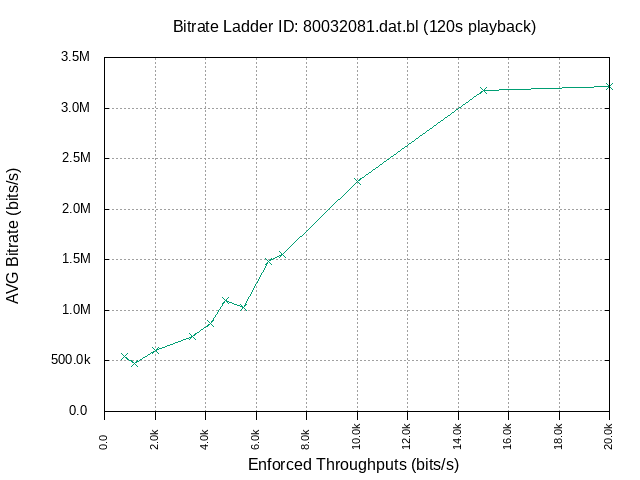 Bitrate Ladder ID: 80032081.dat.bl (120s playback)
3.5M
3.0M
2.5M
2.0M
1.5M
1.0M
500.0k
0.0
AVG Bitrate (bits/s)
0.0
2.0k
4.0k
6.0k
8.0k
10.0k
12.0k
14.0k
16.0k
18.0k
20.0k
Enforced Throughputs (bits/s)